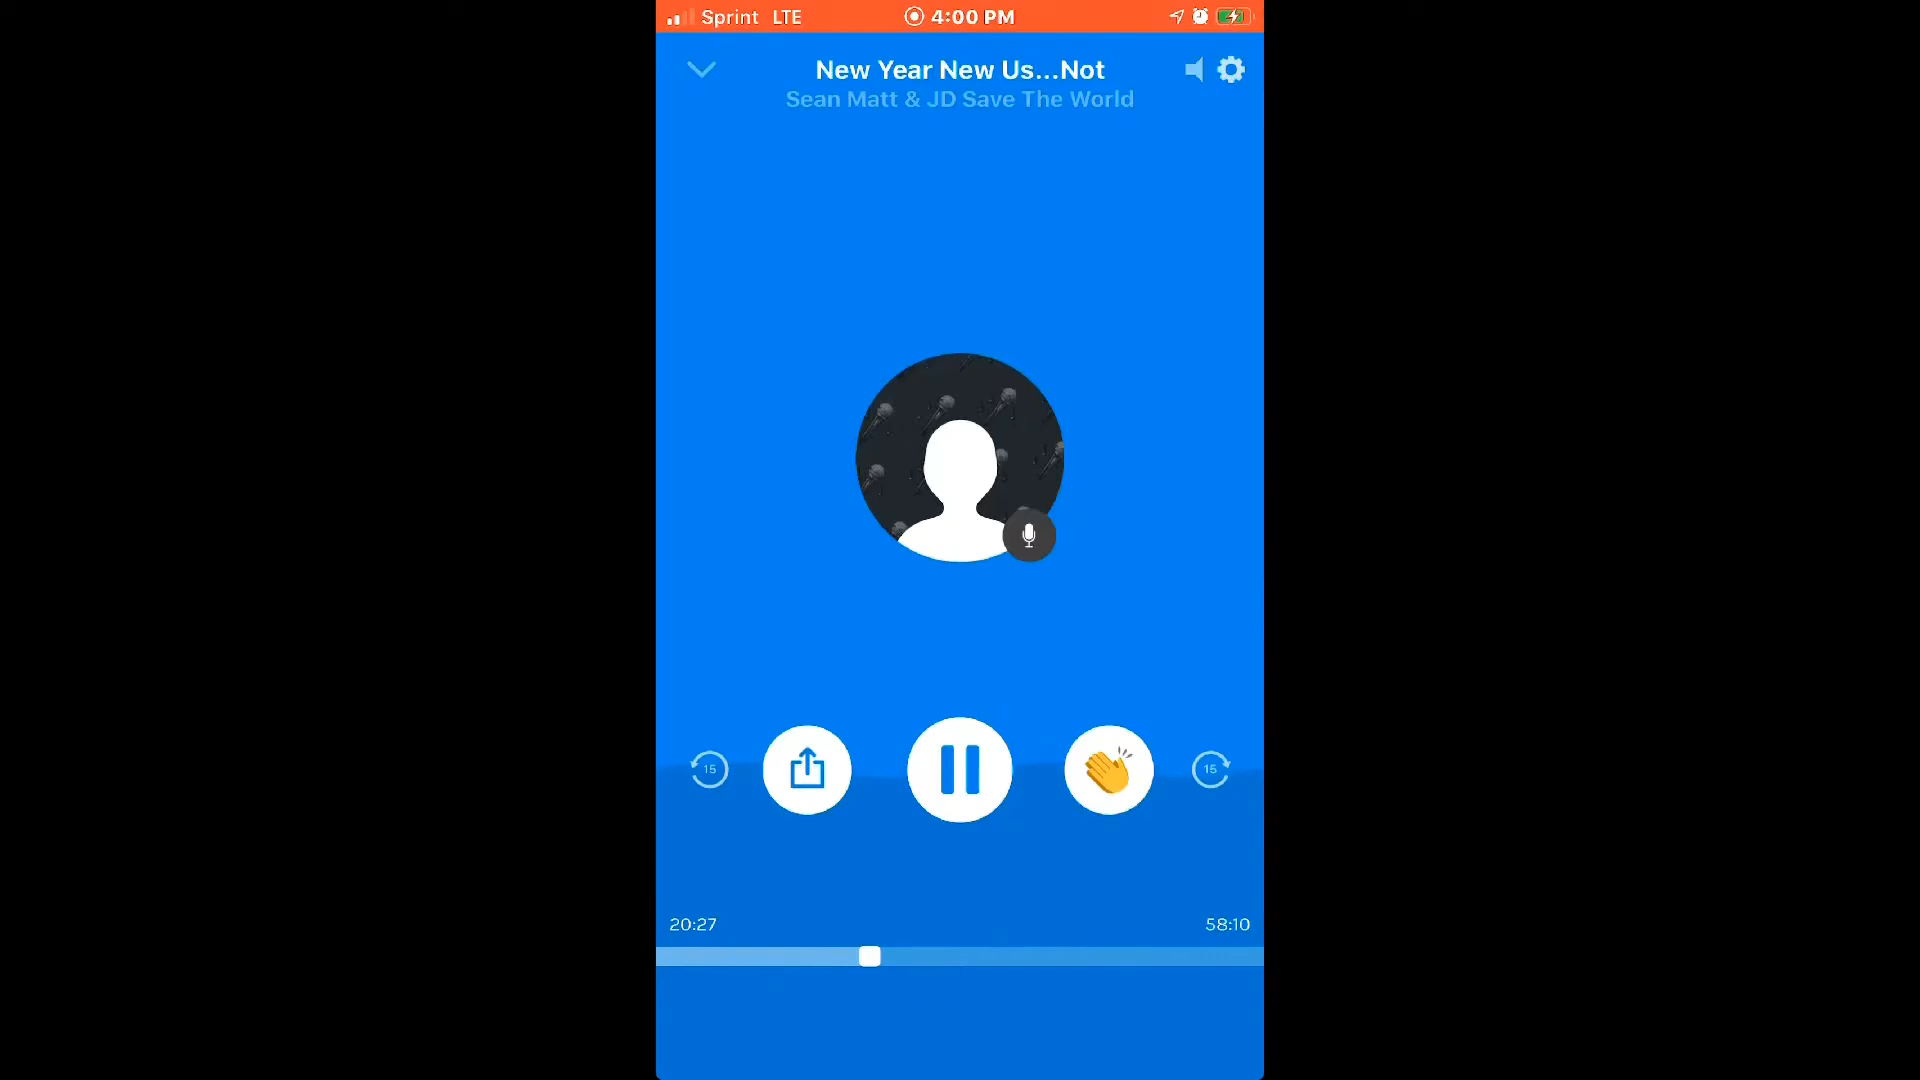 Sprint LTE 4:00 PM
New Year New Us...Not
Sean Matt & JD Save The World
15 15
20:27 58:10